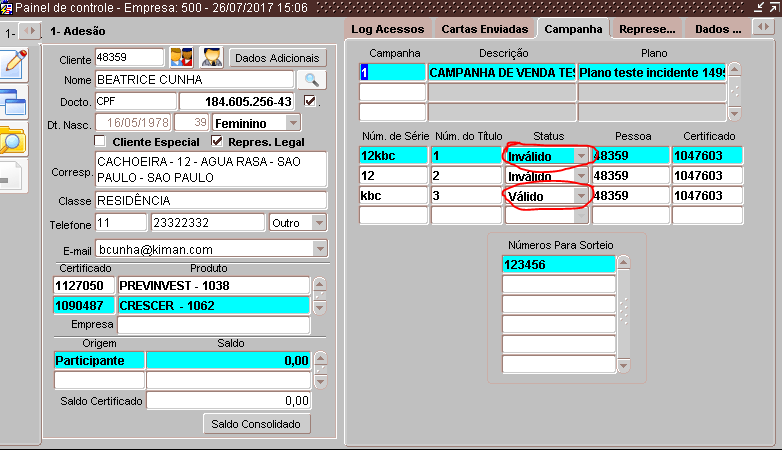 Painel de controle - Empresa: 500 - 26/07/2017 15:06
1-
1- Adesão
Cliente 48359 Dados Adicionais
Nome BEATRICE CUNHA
Docto. CPF 184.605.256-43
Dt. Nasc. 16/05/1978 39 Feminino
Cliente Especial Repres. Legal
Corresp. CACHOEIRA - 12 - AGUA RASA - SAO
PAULO - SAO PAULO
Classe RESIDÊNCIA
Telefone 11 23322332 Outro
E-mail bcunha@kiman.com
Certificado Produto
1127050 PREVINVEST - 1038
1090487 CRESCER - 1062
Empresa
Origem Saldo
Participante 0,00
Saldo Certificado 0,00
Saldo Consolidado
Log Acessos Cartas Enviadas Campanha Represe... Dados ...
Campanha Descrição Plano
1 CAMPANHA DE VENDA TES Plano teste incidente 1495
Núm. de Série Núm. do Título Status Pessoa Certificado
12kbc 1 Inválido 48359 1047603
12 2 Inválido 48359 1047603
kbc 3 Válido 48359 1047603
Números Para Sorteio
123456